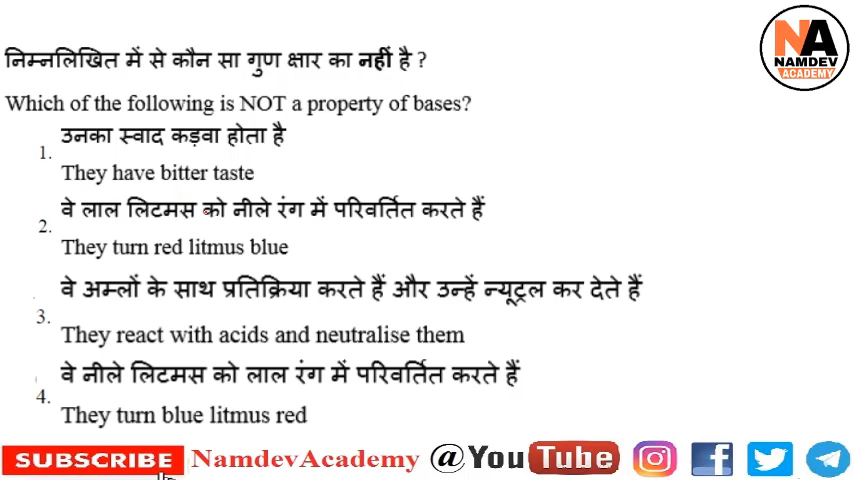 निम्नलिखित में से कौन सा गुण क्षार का नहीं है ?
NA
NAMDEV
ACADEMY
Which of the following is NOT a property of bases?
उनका स्वाद कड़वा होता है
1.
They have bitter taste
वे लाल लिटमस को नीले रंग में परिवर्तित करते हैं
2.
They turn red litmus blue
वे अम्लों के साथ प्रतिक्रिया करते हैं और उन्हें न्यूट्रल कर देते हैं
3.
They react with acids and neutralise them
वे नीले लिटमस को लाल रंग में परिवर्तित करते हैं
4.
They turn blue litmus red
SUBSCRIBE NamdevAcademy @YouTube